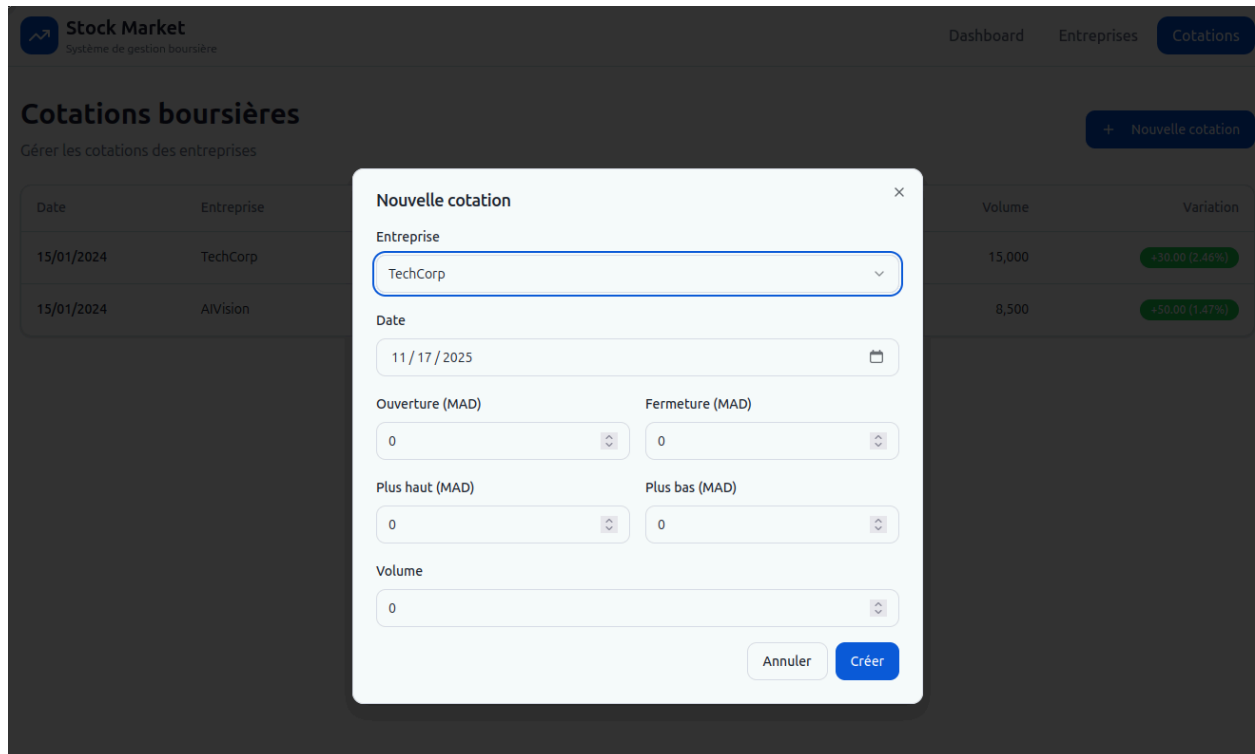 Stock Market
Système de gestion boursière
Dashboard Entreprises Cotations
Cotations boursières
Gérer les cotations des entreprises
+ Nouvelle cotation
Date Entreprise Volume Variation
15/01/2024 TechCorp 15,000 +30.00 (2.46%)
15/01/2024 AIVision 8,500 +50.00 (1.47%)
Nouvelle cotation
Entreprise
TechCorp
Date
11/17/2025
Ouverture (MAD) Fermeture (MAD)
0 0
Plus haut (MAD) Plus bas (MAD)
0 0
Volume
0
Annuler Créer